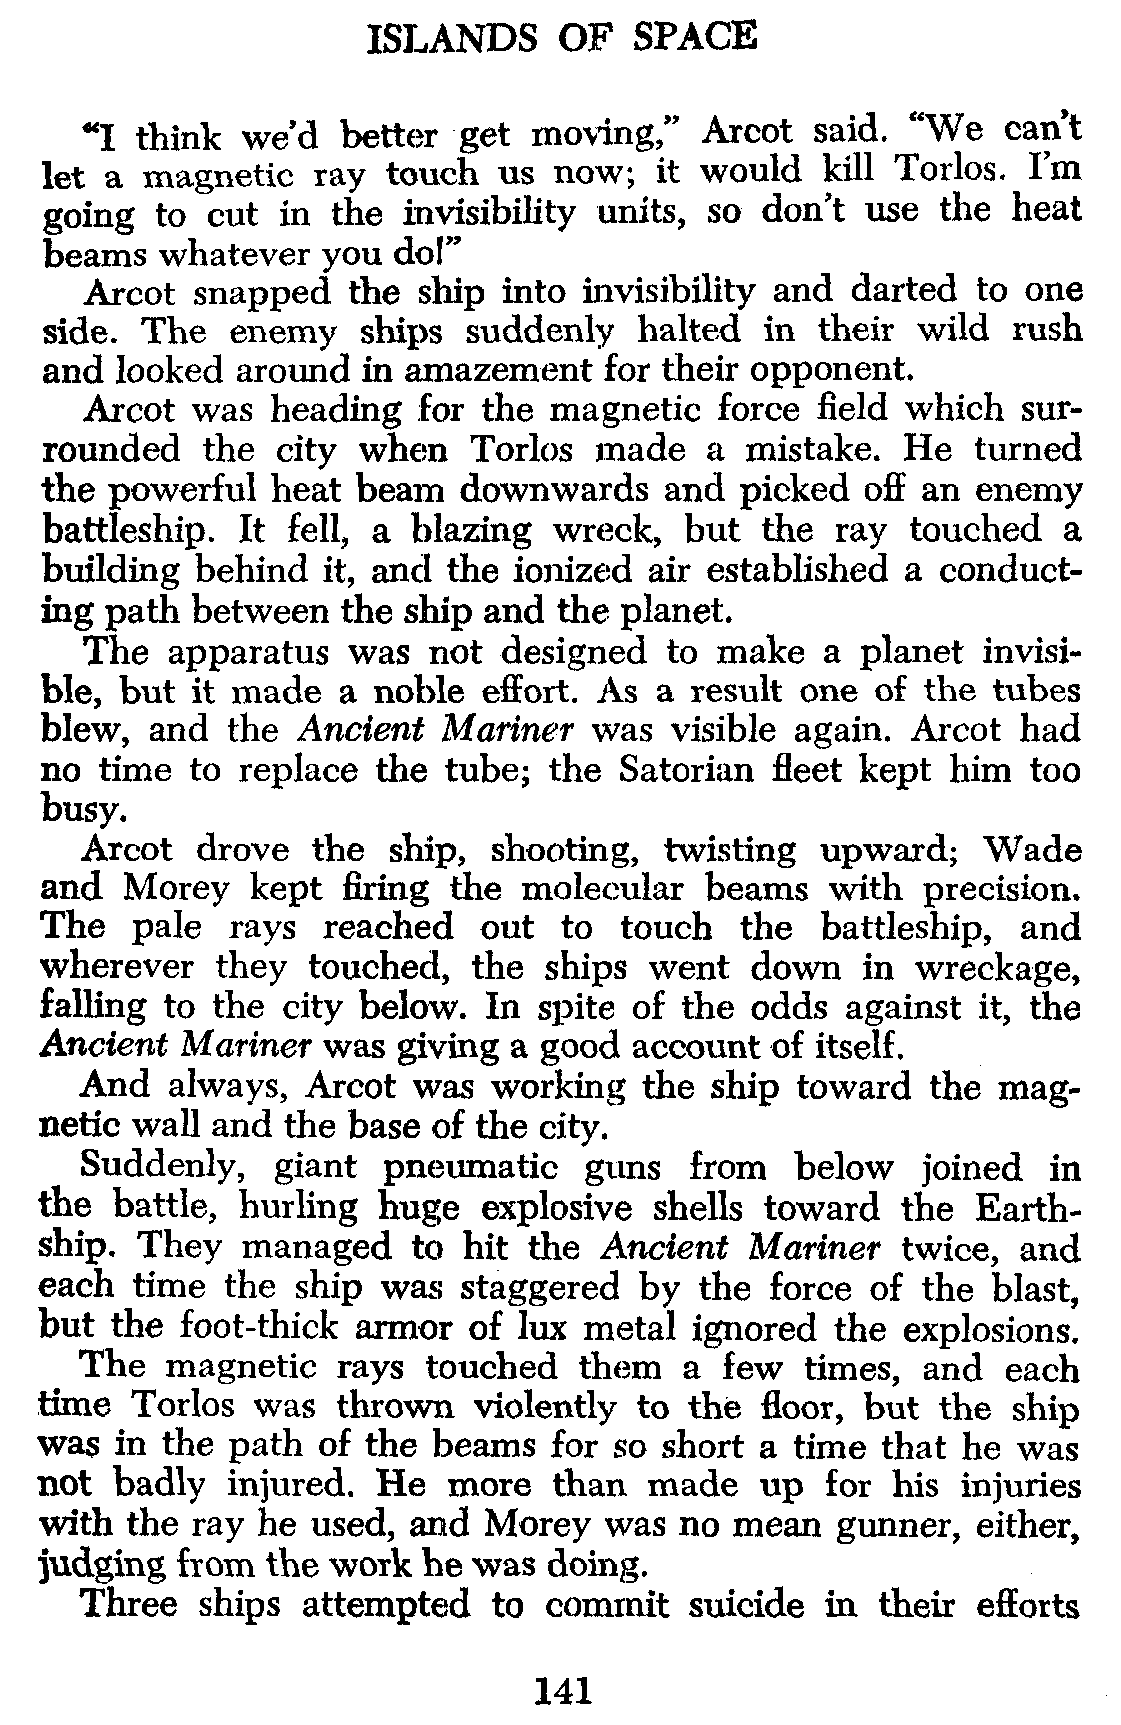 ISLANDS OF SPACE
“I think we’d better get moving,” Arcot said. “We can’t
let a magnetic ray touch us now; it would kill Torlos. I’m
going to cut in the invisibility units, so don’t use the heat
beams whatever you do!”
Arcot snapped the ship into invisibility and darted to one
side. The enemy ships suddenly halted in their wild rush
and looked around in amazement for their opponent.
Arcot was heading for the magnetic force field which sur-
rounded the city when Torlos made a mistake. He turned
the powerful heat beam downwards and picked off an enemy
battleship. It fell, a blazing wreck, but the ray touched a
building behind it, and the ionized air established a conduct-
ing path between the ship and the planet.
The apparatus was not designed to make a planet invisi-
ble, but it made a noble effort. As a result one of the tubes
blew, and the Ancient Mariner was visible again. Arcot had
no time to replace the tube; the Satorian fleet kept him too
busy.
Arcot drove the ship, shooting, twisting upward; Wade
and Morey kept firing the molecular beams with precision.
The pale rays reached out to touch the battleship, and
wherever they touched, the ships went down in wreckage,
falling to the city below. In spite of the odds against it, the
Ancient Mariner was giving a good account of itself.
And always, Arcot was working the ship toward the mag-
netic wall and the base of the city.
Suddenly, giant pneumatic guns from below joined in
the battle, hurling huge explosive shells toward the Earth-
ship. They managed to hit the Ancient Mariner twice, and
each time the ship was staggered by the force of the blast,
but the foot-thick armor of lux metal ignored the explosions.
The magnetic rays touched them a few times, and each
time Torlos was thrown violently to the floor, but the ship
was in the path of the beams for so short a time that he was
not badly injured. He more than made up for his injuries
with the ray he used, and Morey was no mean gunner, either,
judging from the work he was doing.
Three ships attempted to commit suicide in their efforts
141